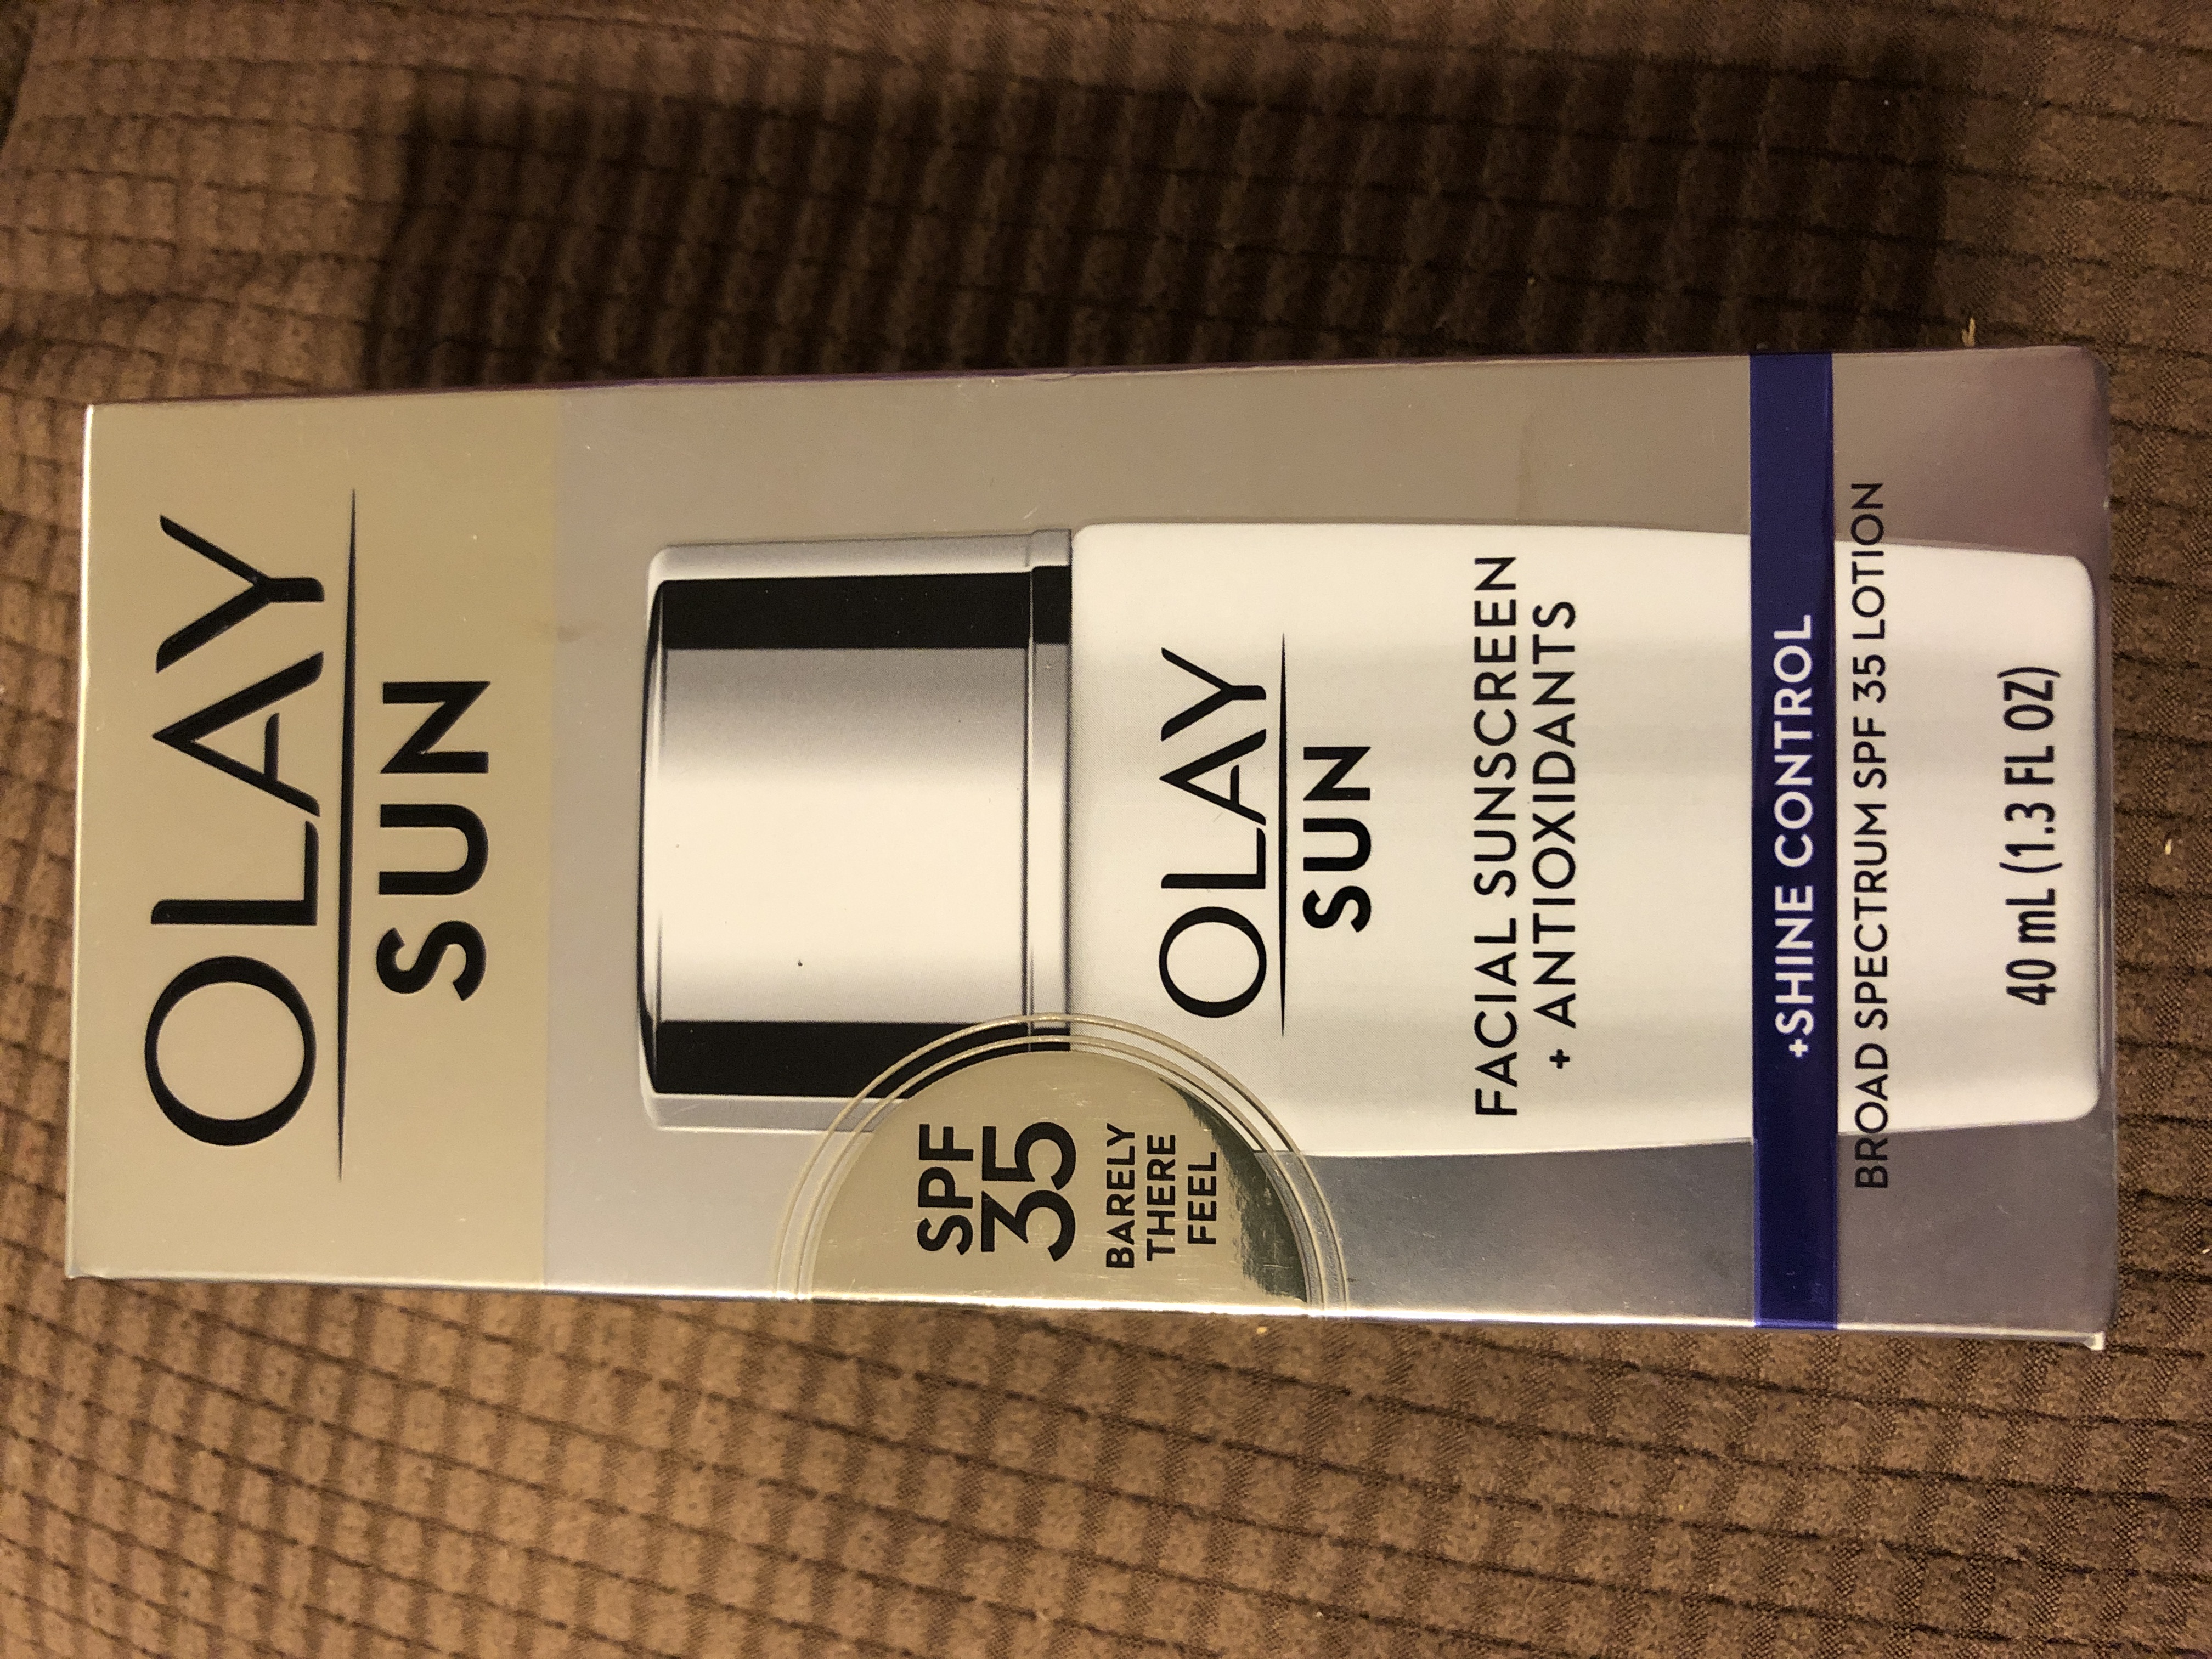 OLAY
SUN
SPF
35
BARELY
THERE
FEEL
OLAY
SUN
FACIAL SUNSCREEN
+ ANTIOXIDANTS
+SHINE CONTROL
BROAD SPECTRUM SPF 35 LOTION
40 mL (1.3 FL OZ)